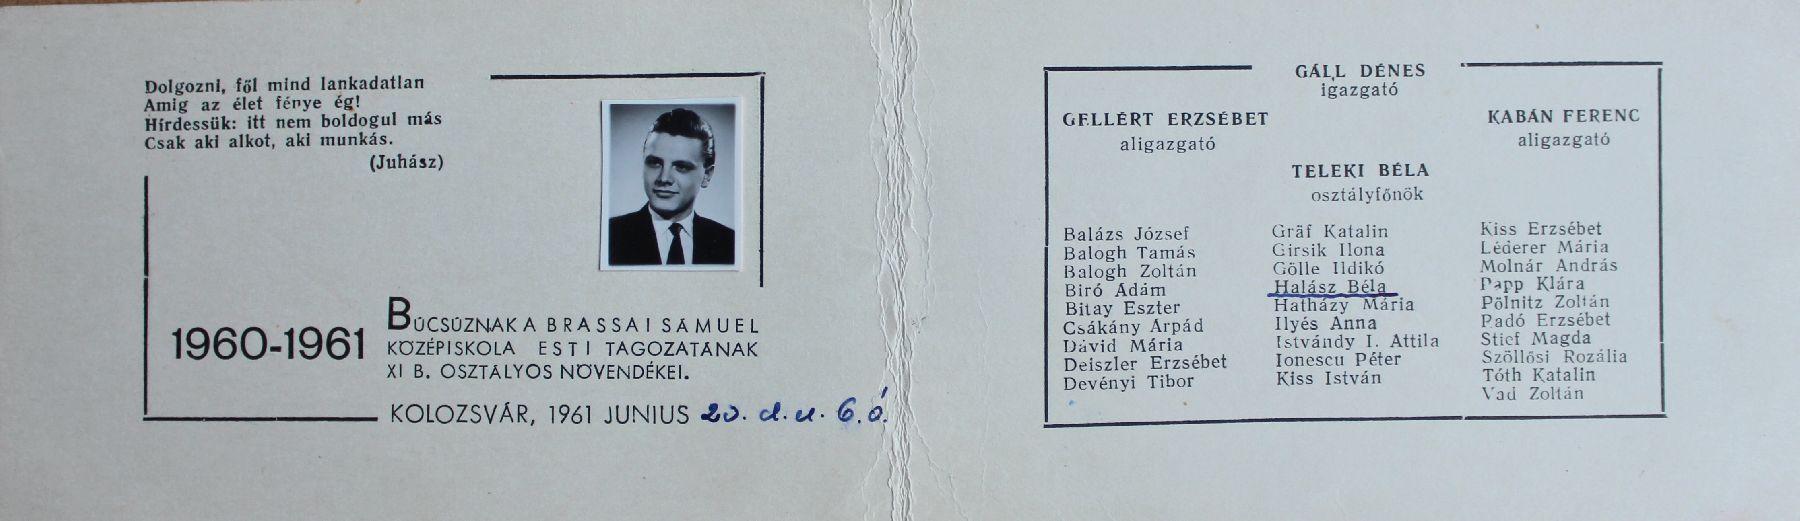 Dolgozni, föl mind lankadatlan
Amig az élet fénye ég!
Hirdessük: itt nem boldogul más
Csak aki alkot, aki munkás.
(Juhász)
1960-1961
BÚCSÚZNAK A BRASSAI SÁMUEL
KÖZÉPISKOLA ESTI TAGOZATÁNAK
XI B. OSZTÁLYOS NÖVENDÉKEI.
KOLOZSVÁR, 1961 JUNIUS 20. d. u. 6. ó.
GÁLL DÉNES
igazgató
GELLÉRT ERZSÉBET
aligazgató
KABÁN FERENC
aligazgató
TELEKI BÉLA
osztályfőnök
Balázs József
Balogh Tamás
Balogh Zoltán
Biró Ádám
Bitay Eszter
Csákány Árpád
Dávid Mária
Deiszler Erzsébet
Devényi Tibor
Gräf Katalin
Girsik Ilona
Gölle Ildikó
Halász Béla
Hatházy Mária
Ilyés Anna
Istvándy I. Attila
Ionescu Péter
Kiss István
Kiss Erzsébet
Léderer Mária
Molnár András
Papp Klára
Pölnitz Zoltán
Padó Erzsébet
Stief Magda
Szöllősi Rozália
Tóth Katalin
Vad Zoltán